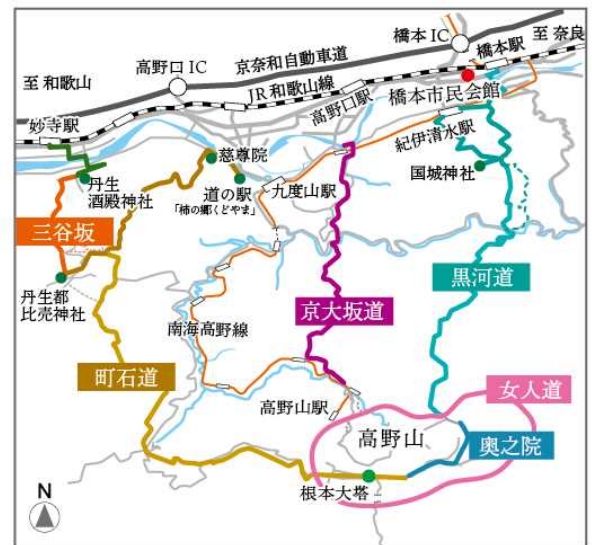 橋本IC
至 奈良
京奈和自動車道
橋本駅
高野口IC
至 和歌山
JR和歌山線
高野口駅
橋本市民会館
妙寺駅
紀伊清水駅
慈尊院
国城神社
丹生
酒殿神社
道の駅
「柿の郷くどやま」
九度山駅
三谷坂
黒河道
丹生都
比売神社
京大坂道
南海高野線
町石道
女人道
高野山駅
高野山
奥之院
根本大塔
N